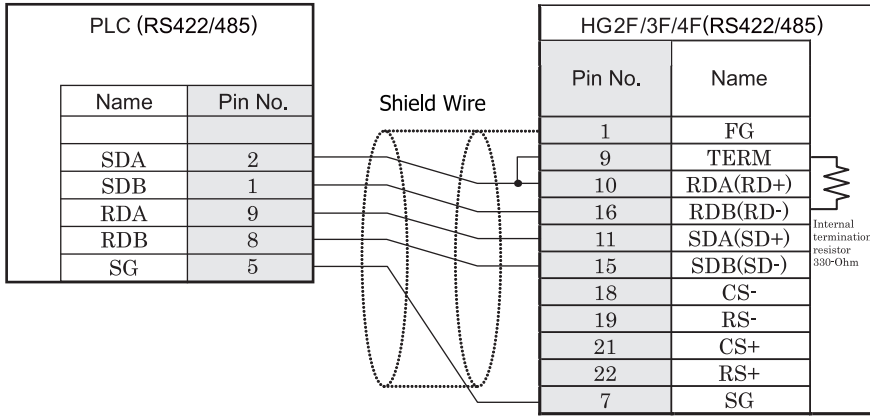 PLC (RS422/485)
Name Pin No.
SDA 2
SDB 1
RDA 9
RDB 8
SG 5
Shield Wire
HG2F/3F/4F(RS422/485)
Pin No. Name
1 FG
9 TERM
10 RDA(RD+)
16 RDB(RD-)
11 SDA(SD+)
15 SDB(SD-)
18 CS-
19 RS-
21 CS+
22 RS+
7 SG
Internal
termination
resistor
330-Ohm